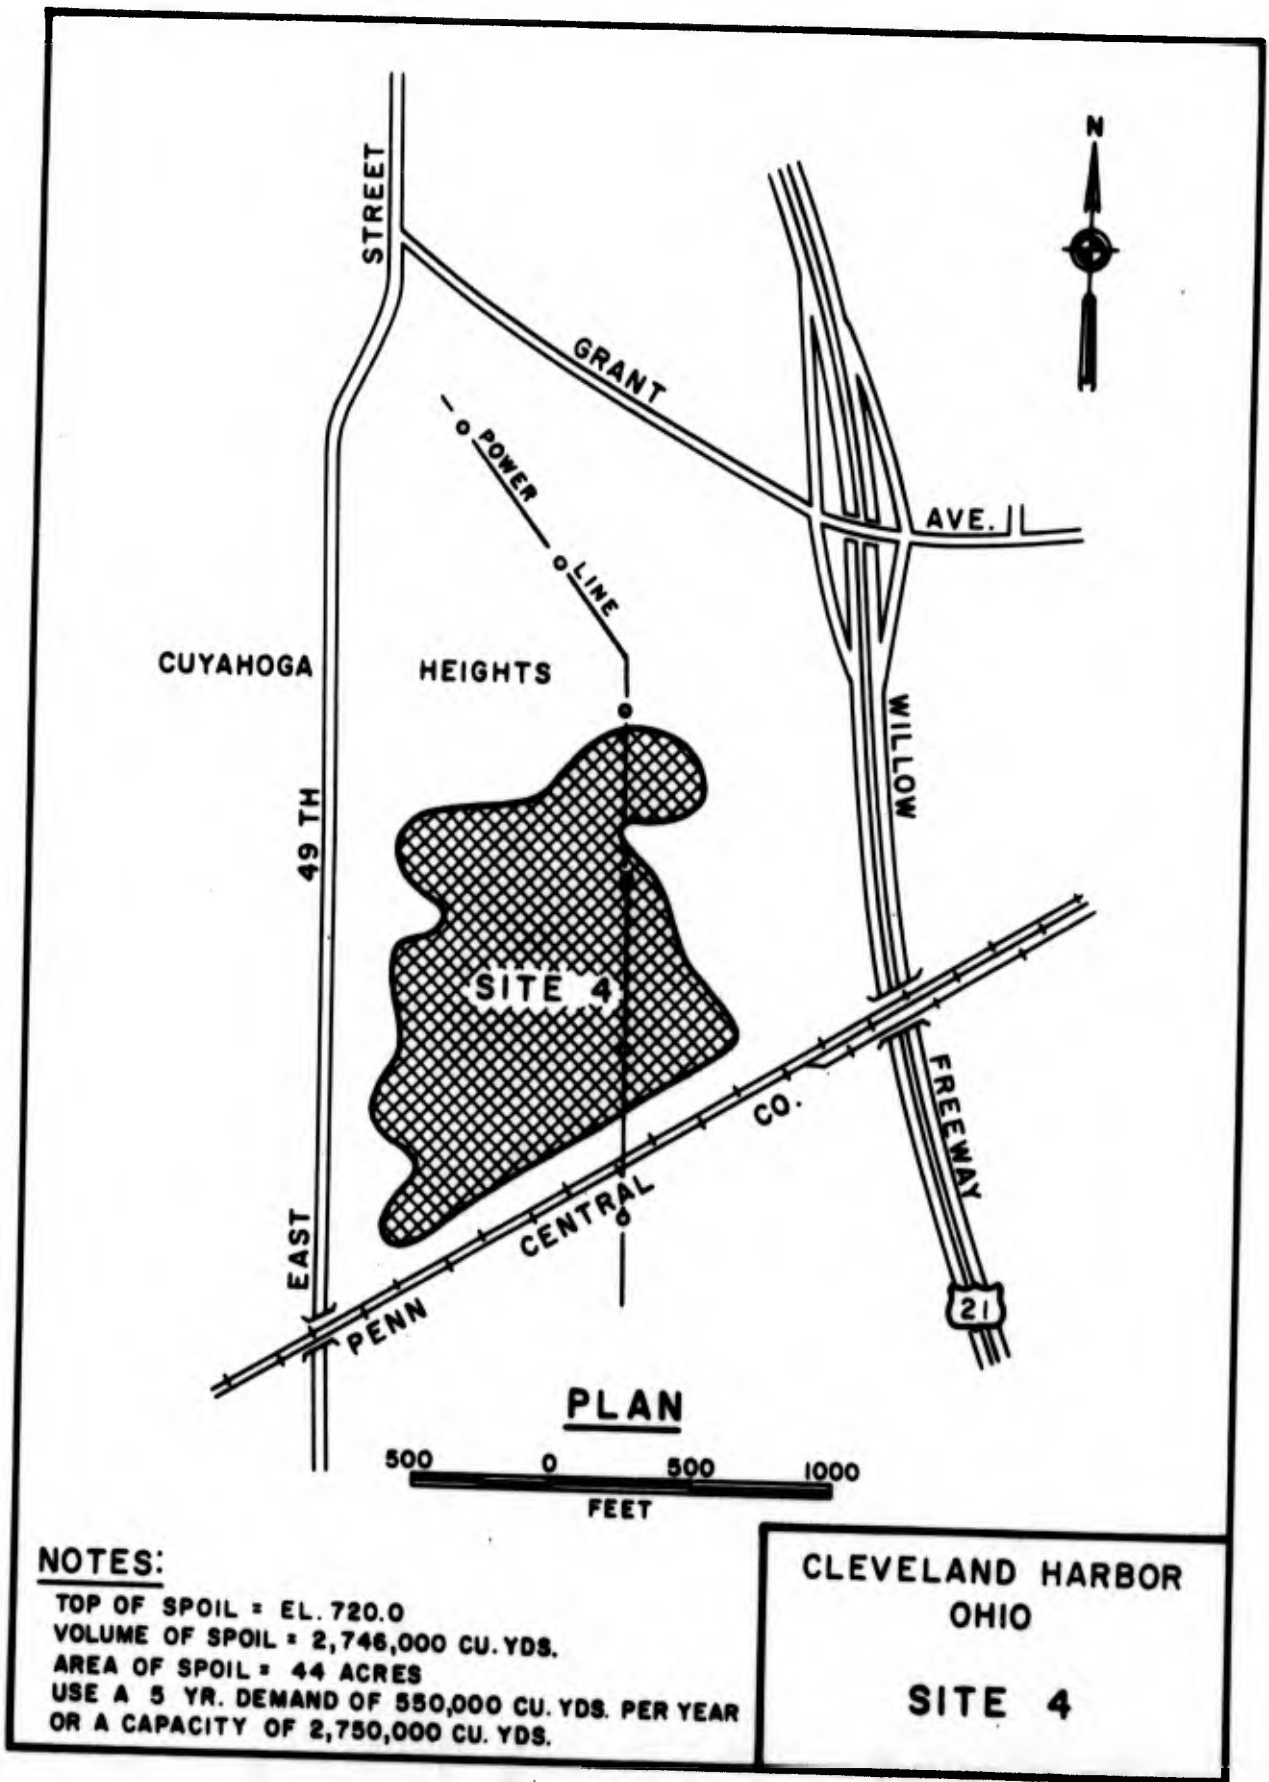 N
STREET
GRANT
AVE.
POWER
LINE
CUYAHOGA
HEIGHTS
WILLOW
49 TH
SITE 4
FREEWAY
CO.
CENTRAL
EAST
PENN
21
PLAN
500 0 500 1000
FEET
NOTES:
TOP OF SPOIL = EL. 720.0
VOLUME OF SPOIL = 2,746,000 CU. YDS.
AREA OF SPOIL = 44 ACRES
USE A 5 YR. DEMAND OF 550,000 CU. YDS. PER YEAR
OR A CAPACITY OF 2,750,000 CU. YDS.
CLEVELAND HARBOR
OHIO
SITE 4